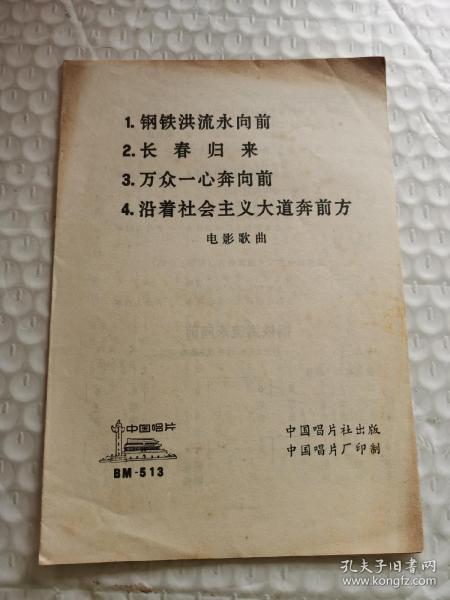 1. 钢铁洪流永向前
2. 长春归来
3. 万众一心奔向前
4. 沿着社会主义大道奔前方
电影歌曲
中国唱片
BM-513
中国唱片社出版
中国唱片厂印制
孔夫子旧书网
www.kongfz.com